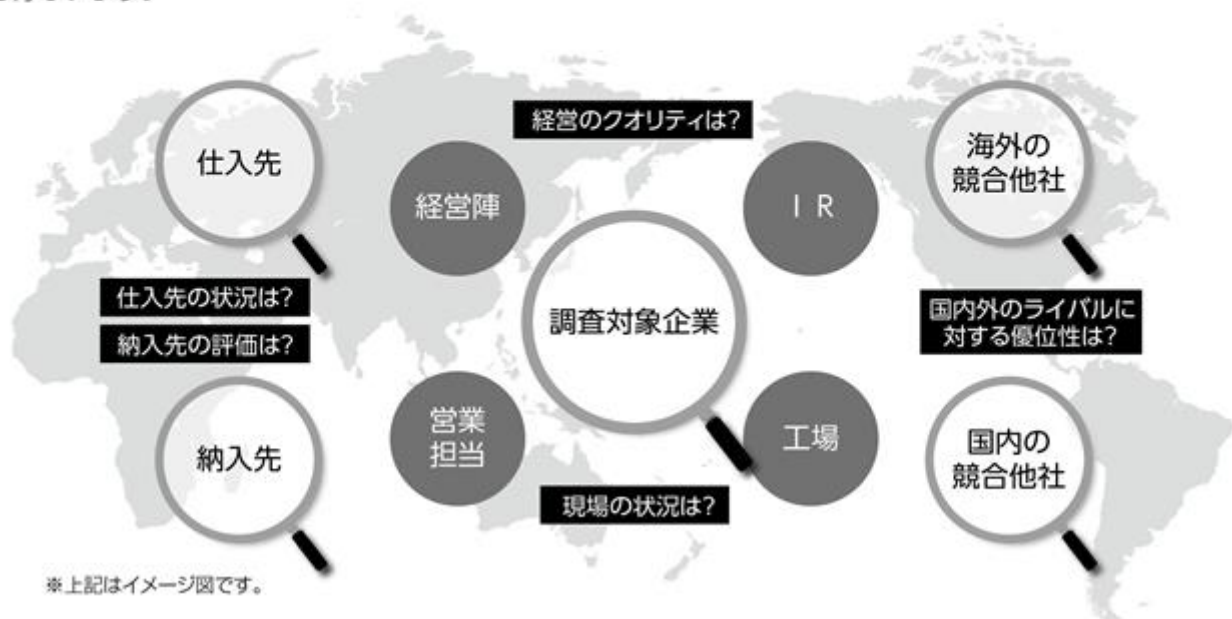 経営のクオリティは?
仕入先
経営陣
I R
海外の
競合他社
仕入先の状況は?
納入先の評価は?
調査対象企業
国内外のライバルに
対する優位性は?
納入先
営業
担当
工場
国内の
競合他社
現場の状況は?
※上記はイメージ図です。